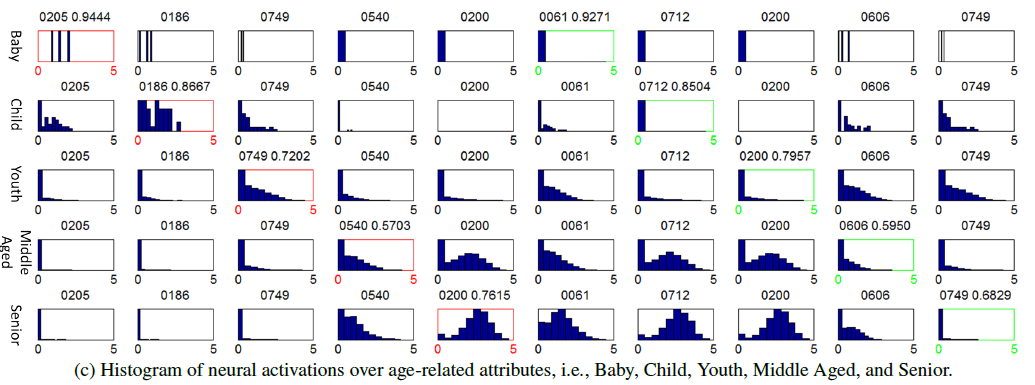 0205 0.9444 0186 0749 0540 0200 0061 0.9271 0712 0200 0606 0749
Baby
0 5 0 5 0 5 0 5 0 5 0 5 0 5 0 5 0 5 0 5
0205 0186 0.8667 0749 0540 0200 0061 0712 0.8504 0200 0606 0749
Child
0 5 0 5 0 5 0 5 0 5 0 5 0 5 0 5 0 5 0 5
0205 0186 0749 0.7202 0540 0200 0061 0712 0200 0.7957 0606 0749
Youth
0 5 0 5 0 5 0 5 0 5 0 5 0 5 0 5 0 5 0 5
0205 0186 0749 0540 0.5703 0200 0061 0712 0200 0606 0.5950 0749
Middle
Aged
0 5 0 5 0 5 0 5 0 5 0 5 0 5 0 5 0 5 0 5
0205 0186 0749 0540 0200 0.7615 0061 0712 0200 0606 0749 0.6829
Senior
0 5 0 5 0 5 0 5 0 5 0 5 0 5 0 5 0 5 0 5
(c) Histogram of neural activations over age-related attributes, i.e., Baby, Child, Youth, Middle Aged, and Senior.